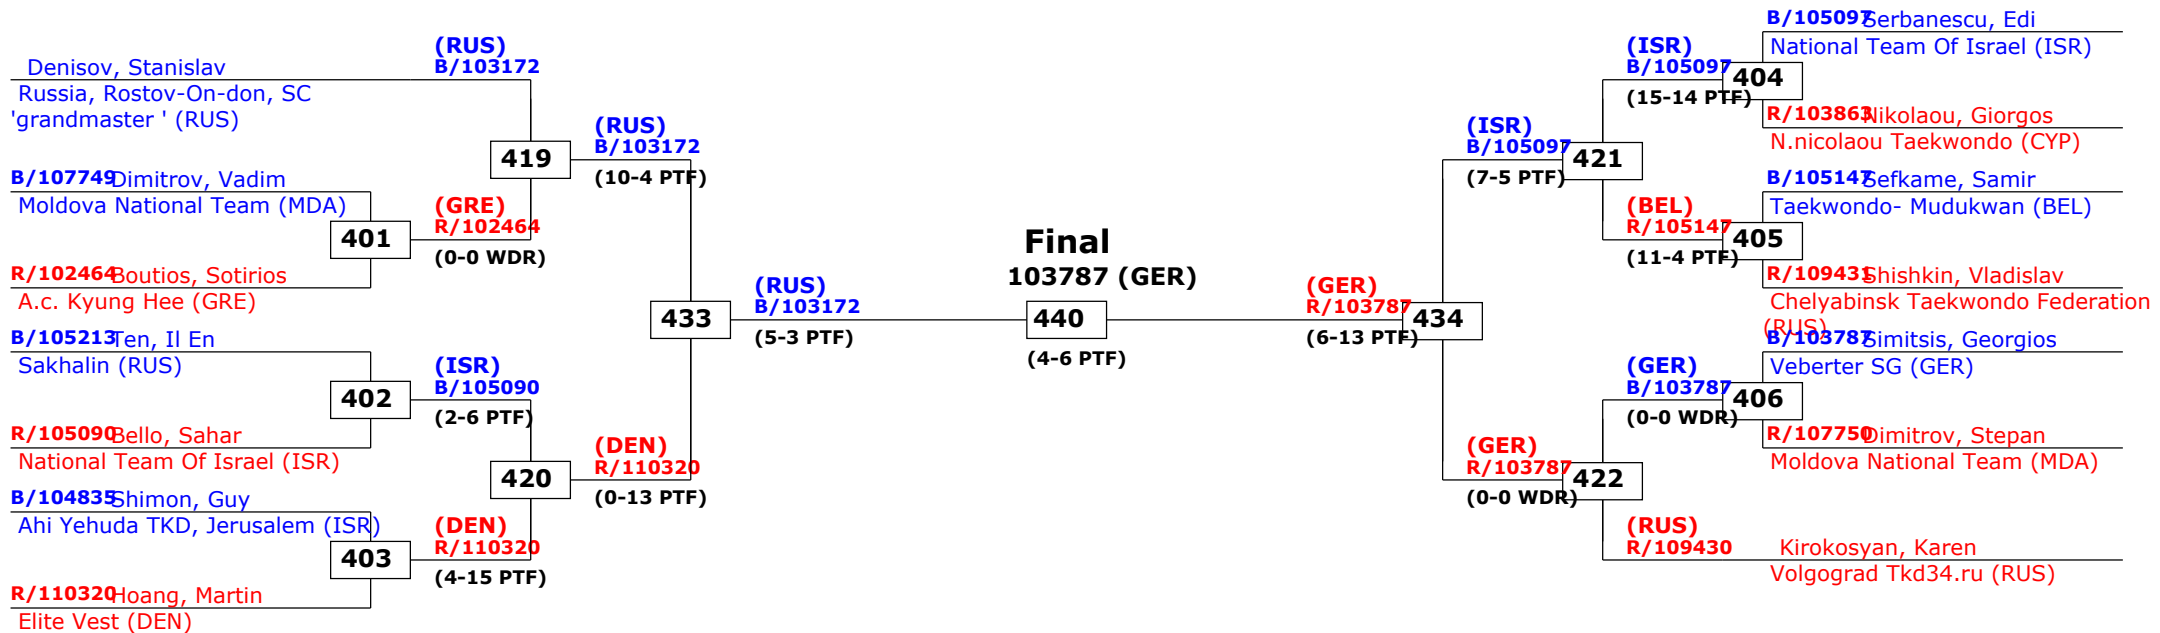 (RUS)
B/103172
Denisov, Stanislav
Russia, Rostov-On-don, SC
'grandmaster ' (RUS)
419
(RUS)
B/103172
(10-4 PTF)
B/107749 Dimitrov, Vadim
Moldova National Team (MDA)
401
(GRE)
R/102464
(0-0 WDR)
R/102464 Boutios, Sotirios
A.c. Kyung Hee (GRE)
433
(RUS)
B/103172
(5-3 PTF)
B/105213 Ten, Il En
Sakhalin (RUS)
402
(ISR)
B/105090
(2-6 PTF)
R/105090 Bello, Sahar
National Team Of Israel (ISR)
420
(DEN)
R/110320
(0-13 PTF)
B/104835 Shimon, Guy
Ahi Yehuda TKD, Jerusalem (ISR)
403
(DEN)
R/110320
(4-15 PTF)
R/110320 Hoang, Martin
Elite Vest (DEN)
Final
103787 (GER)
440
(4-6 PTF)
(GER)
R/103787
(6-13 PTF)
434
(ISR)
B/105097
(7-5 PTF)
421
(ISR)
B/105097
(15-14 PTF)
404
B/105097 Serbanescu, Edi
National Team Of Israel (ISR)
R/103863 Nikolaou, Giorgos
N.nicolaou Taekwondo (CYP)
(BEL)
R/105147
(11-4 PTF)
405
B/105147 Sefkame, Samir
Taekwondo- Mudukwan (BEL)
R/109431 Shishkin, Vladislav
Chelyabinsk Taekwondo Federation
(RUS)
(GER)
R/103787
(0-0 WDR)
422
(GER)
B/103787
(0-0 WDR)
406
B/103787 Simitsis, Georgios
Veberter SG (GER)
R/107750 Dimitrov, Stepan
Moldova National Team (MDA)
(RUS)
R/109430
Kirokosyan, Karen
Volgograd Tkd34.ru (RUS)